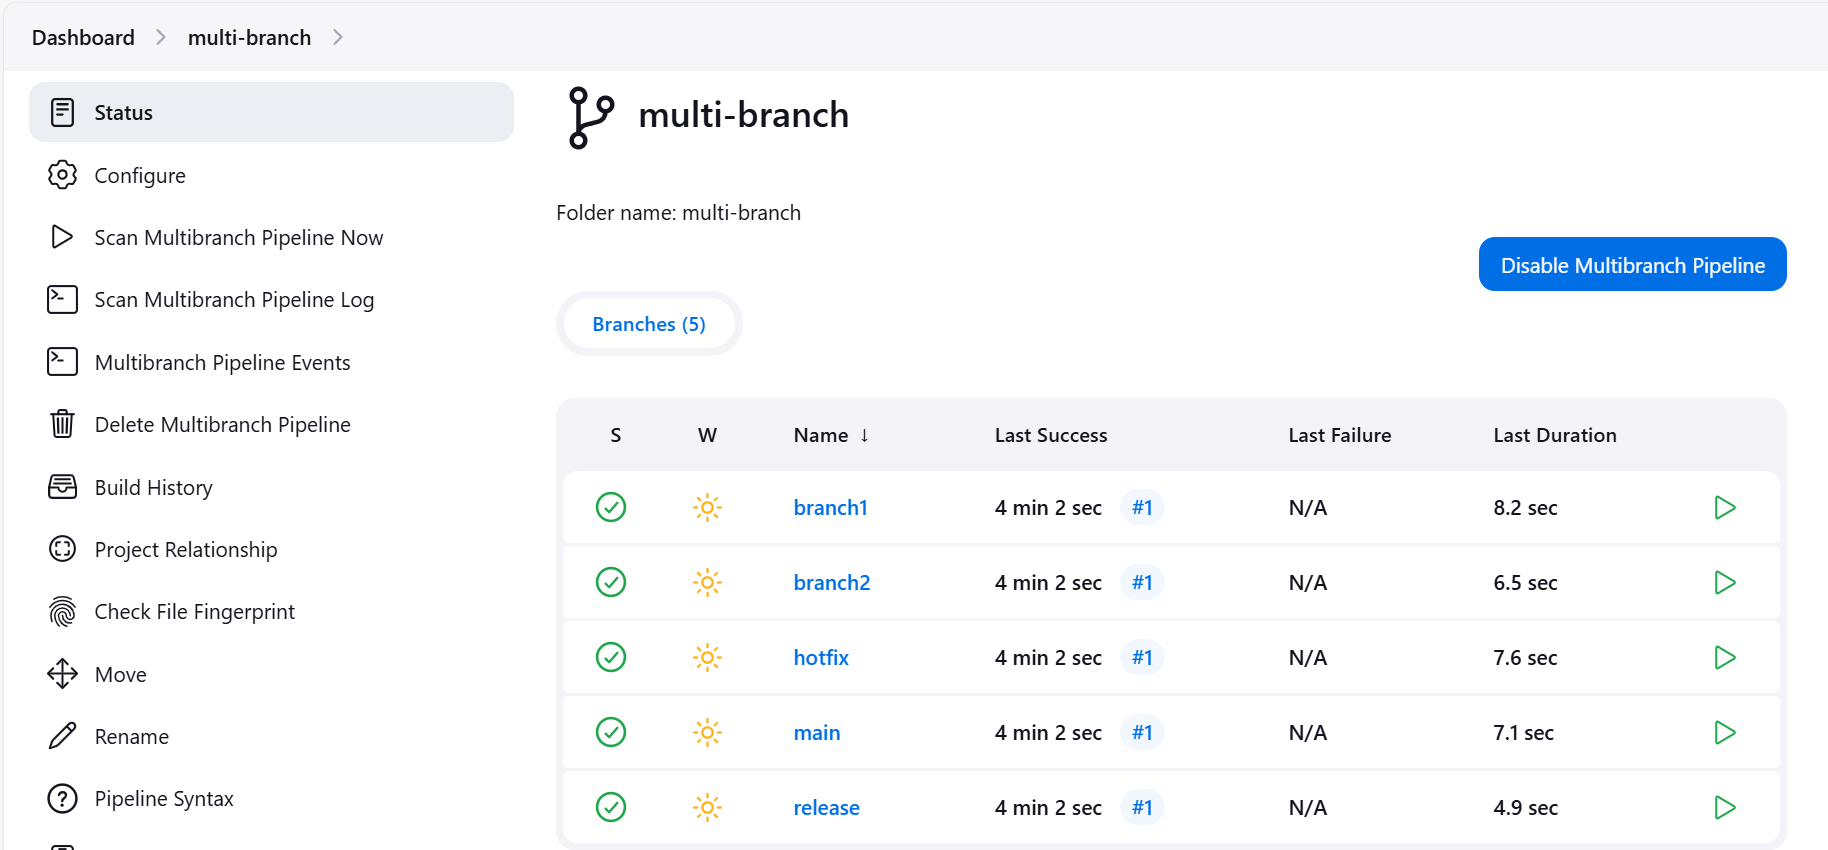 Dashboard > multi-branch >
Status
Configure
Scan Multibranch Pipeline Now
Scan Multibranch Pipeline Log
Multibranch Pipeline Events
Delete Multibranch Pipeline
Build History
Project Relationship
Check File Fingerprint
Move
Rename
Pipeline Syntax
multi-branch
Folder name: multi-branch
Disable Multibranch Pipeline
Branches (5)
S W Name ↓ Last Success Last Failure Last Duration
branch1 4 min 2 sec #1 N/A 8.2 sec
branch2 4 min 2 sec #1 N/A 6.5 sec
hotfix 4 min 2 sec #1 N/A 7.6 sec
main 4 min 2 sec #1 N/A 7.1 sec
release 4 min 2 sec #1 N/A 4.9 sec